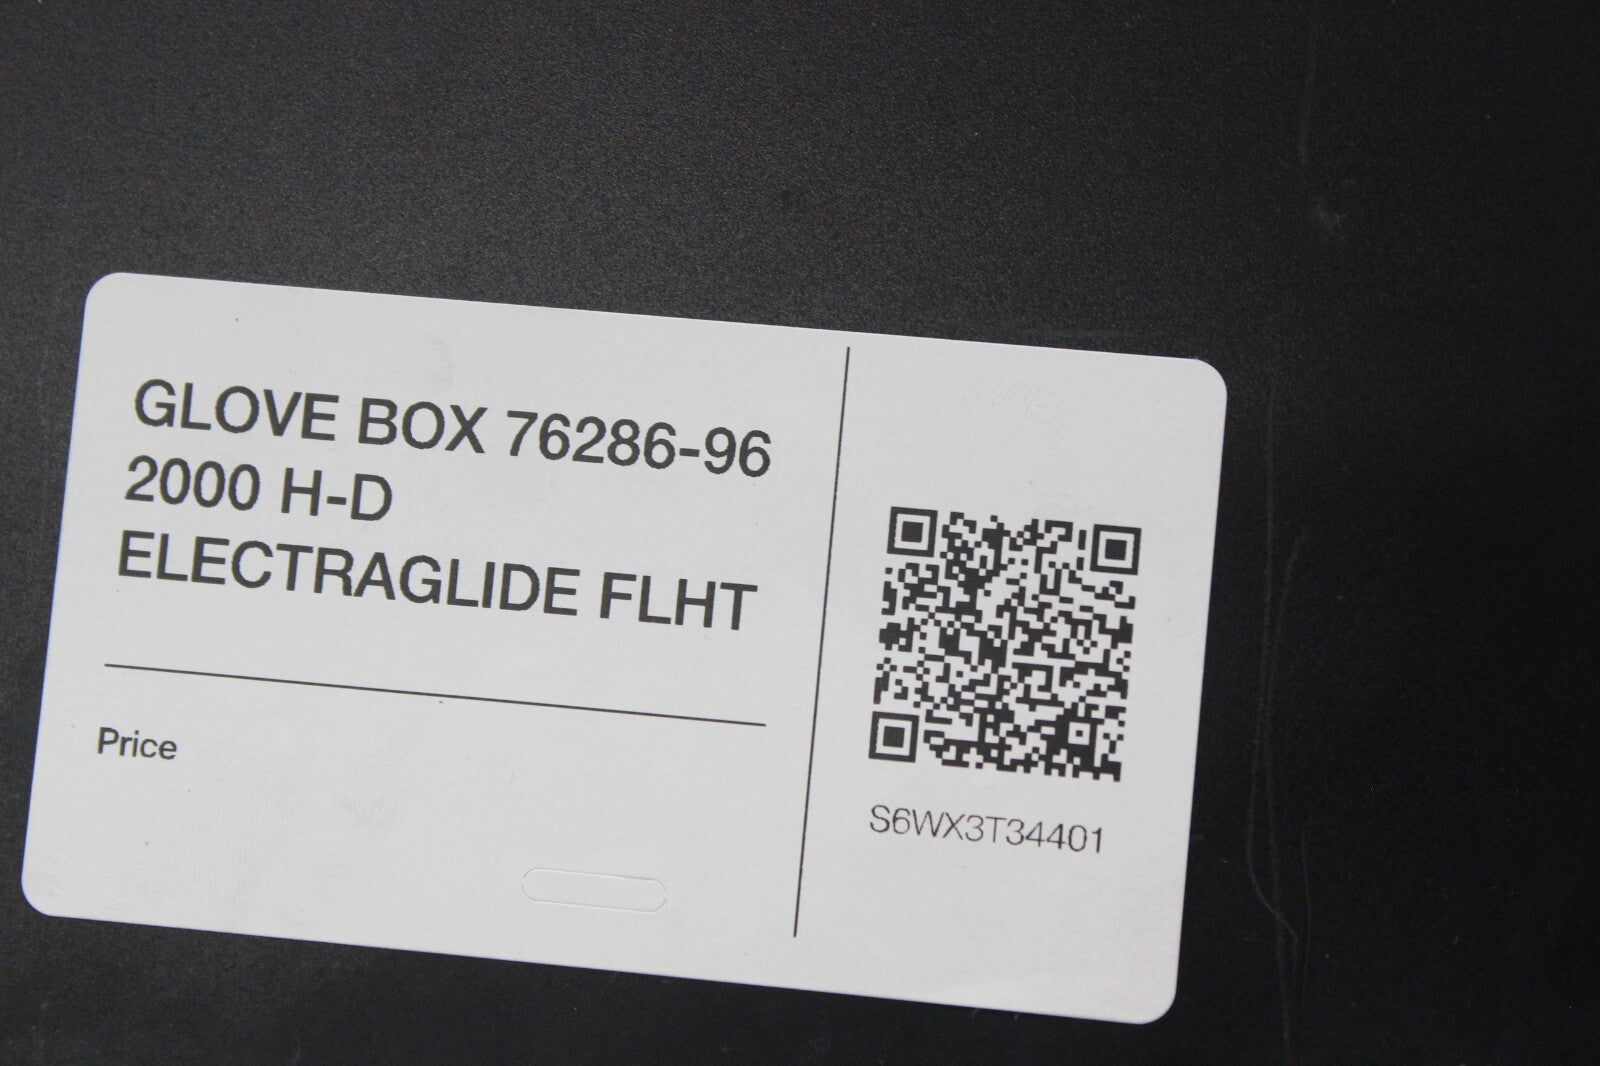 GLOVE BOX 76286-96
2000 H-D
ELECTRAGLIDE FLHT
Price
S6WX3T34401